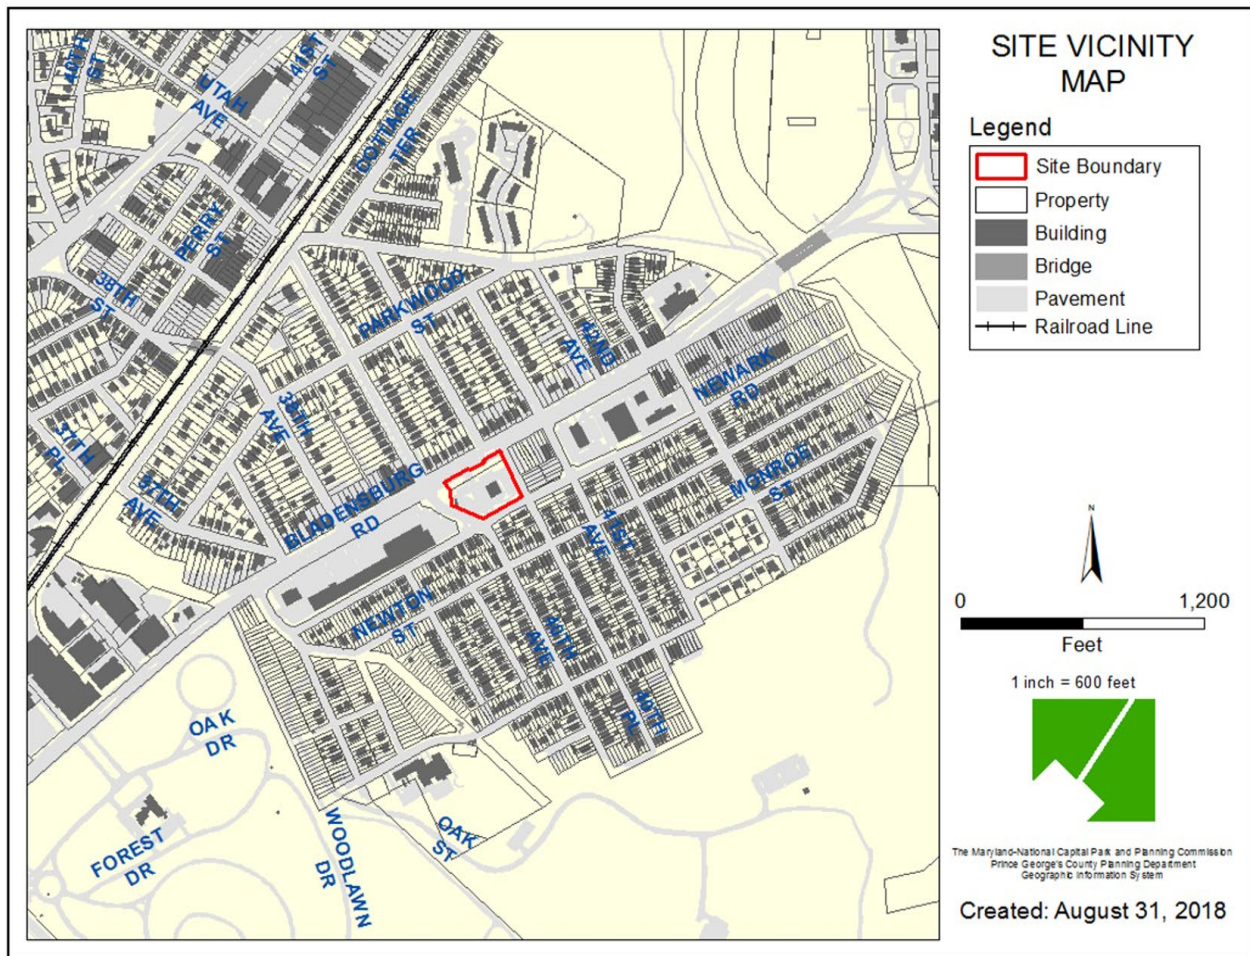 SITE VICINITY
MAP
Legend
Site Boundary
Property
Building
Bridge
Pavement
Railroad Line
N
0 1,200
Feet
1 inch = 600 feet
The Maryland-National Capital Park and Planning Commission
Prince George's County Planning Department
Geographic Information System
Created: August 31, 2018
40TH
ST
UTAH
AVE
41ST
ST
COTTAGE
TER
PERRY
ST
38TH
ST
PARKWOOD
ST
42ND
AVE
NEWARK
RD
38TH
AVE
37TH
PL
37TH
AVE
BLADENSBURG
RD
MONROE
ST
41ST
AVE
NEWTON
ST
40TH
AVE
40TH
PL
OAK
DR
FOREST
DR
WOODLAWN
DR
OAK
ST